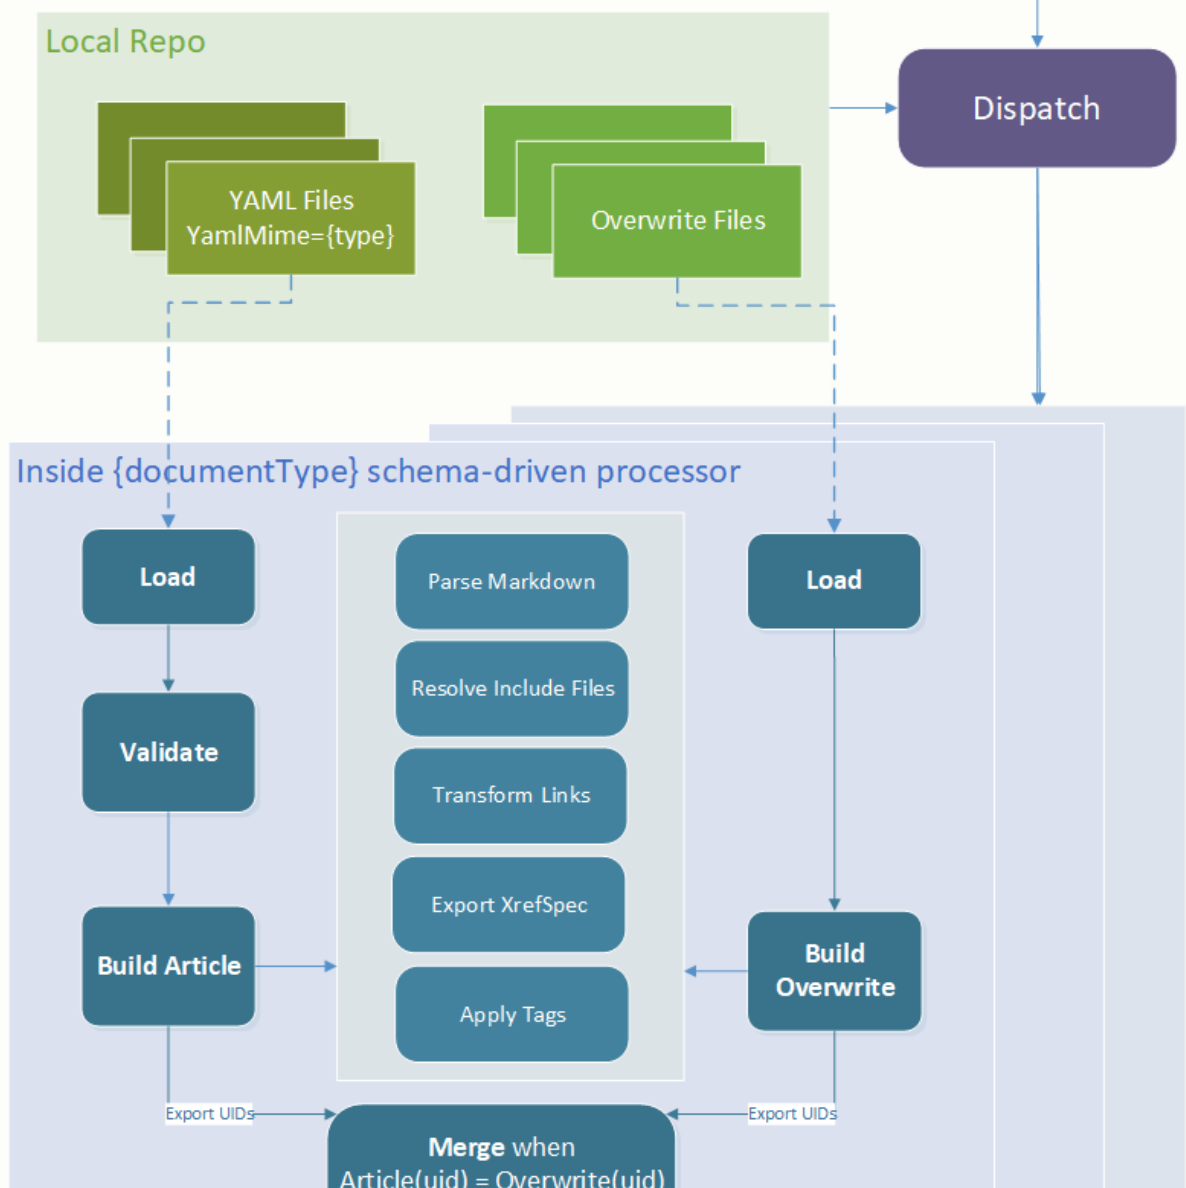 Local Repo
Dispatch
YAML Files
YamlMime={type}
Overwrite Files
Inside {documentType} schema-driven processor
Load
Parse Markdown
Load
Resolve Include Files
Validate
Transform Links
Export XrefSpec
Build Article
Build
Overwrite
Apply Tags
Export UIDs
Export UIDs
Merge when
Article(uid) = Overwrite(uid)